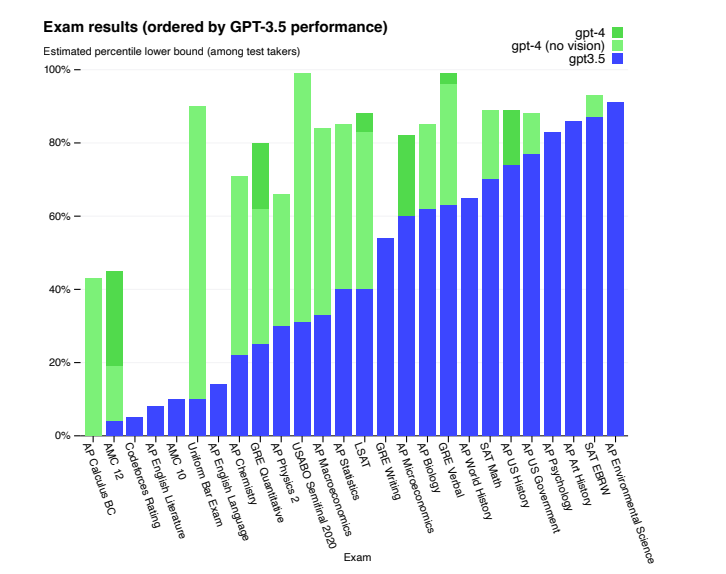 Exam results (ordered by GPT-3.5 performance)
Estimated percentile lower bound (among test takers)
gpt-4
gpt-4 (no vision)
gpt3.5
100%
80%
60%
40%
20%
0%
AP Calculus BC
AMC 12
Codeforces Rating
AP English Literature
AMC 10
Uniform Bar Exam
AP English Language
AP Chemistry
GRE Quantitative
AP Physics 2
USABO Semifinal 2020
AP Macroeconomics
AP Statistics
LSAT
GRE Writing
AP Microeconomics
AP Biology
GRE Verbal
AP World History
SAT Math
AP US History
AP US Government
AP Psychology
AP Art History
SAT EBRW
AP Environmental Science
Exam